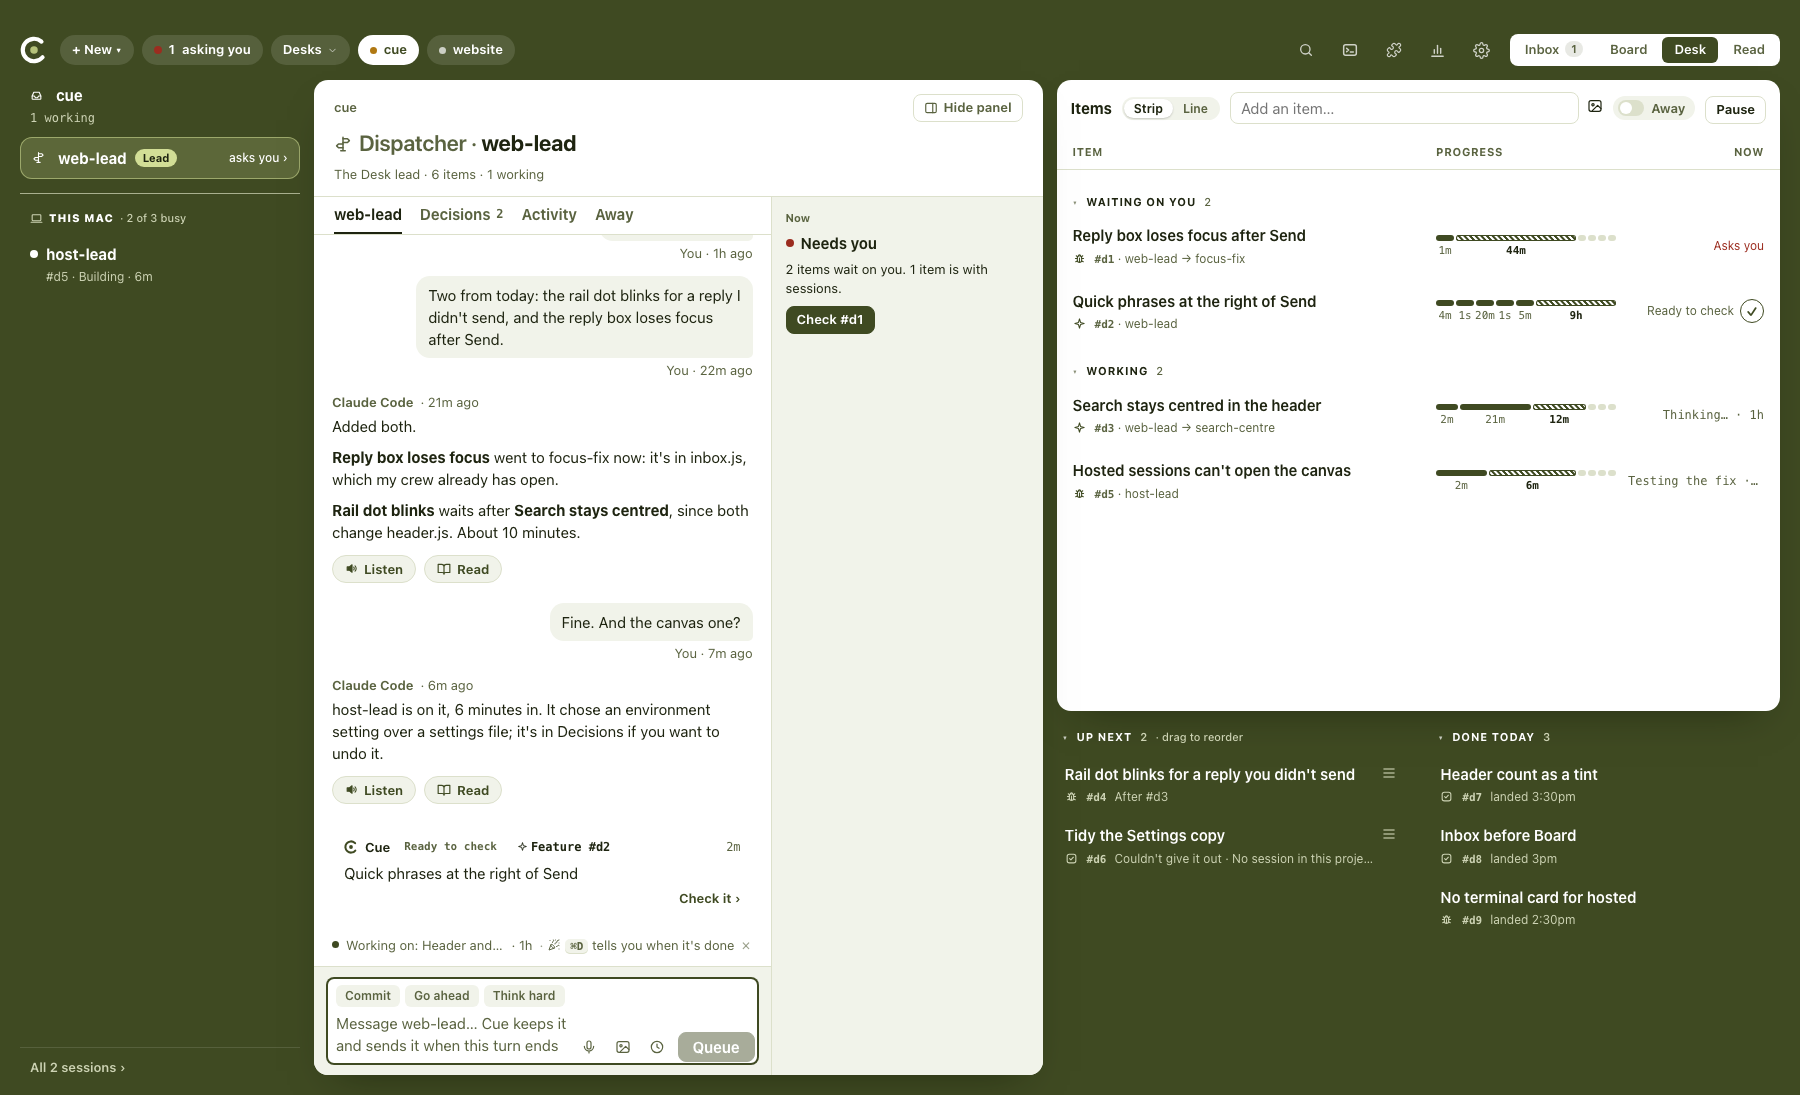 + New
1 asking you
Desks
cue
website
Inbox 1
Board
Desk
Read
cue
1 working
web-lead Lead asks you ›
THIS MAC · 2 of 3 busy
host-lead
#d5 · Building · 6m
All 2 sessions ›
cue
Hide panel
Dispatcher · web-lead
The Desk lead · 6 items · 1 working
web-lead
Decisions 2
Activity
Away
You · 1h ago
Two from today: the rail dot blinks for a reply I
didn't send, and the reply box loses focus
after Send.
You · 22m ago
Claude Code · 21m ago
Added both.
Reply box loses focus went to focus-fix now: it's in inbox.js,
which my crew already has open.
Rail dot blinks waits after Search stays centred, since both
change header.js. About 10 minutes.
Listen
Read
Fine. And the canvas one?
You · 7m ago
Claude Code · 6m ago
host-lead is on it, 6 minutes in. It chose an environment
setting over a settings file; it's in Decisions if you want to
undo it.
Listen
Read
Cue Ready to check Feature #d2 2m
Quick phrases at the right of Send
Check it ›
Working on: Header and... · 1h · ⌘D tells you when it's done ×
Commit
Go ahead
Think hard
Message web-lead... Cue keeps it
and sends it when this turn ends
Queue
Now
Needs you
2 items wait on you. 1 item is with
sessions.
Check #d1
Items
Strip
Line
Add an item...
Away
Pause
ITEM PROGRESS NOW
WAITING ON YOU 2
Reply box loses focus after Send
#d1 · web-lead → focus-fix
1m 44m
Asks you
Quick phrases at the right of Send
#d2 · web-lead
4m 1s 20m 1s 5m 9h
Ready to check
WORKING 2
Search stays centred in the header
#d3 · web-lead → search-centre
2m 21m 12m
Thinking… · 1h
Hosted sessions can't open the canvas
#d5 · host-lead
2m 6m
Testing the fix ·…
UP NEXT 2 · drag to reorder
Rail dot blinks for a reply you didn't send
#d4 After #d3
Tidy the Settings copy
#d6 Couldn't give it out · No session in this proje...
DONE TODAY 3
Header count as a tint
#d7 landed 3:30pm
Inbox before Board
#d8 landed 3pm
No terminal card for hosted
#d9 landed 2:30pm